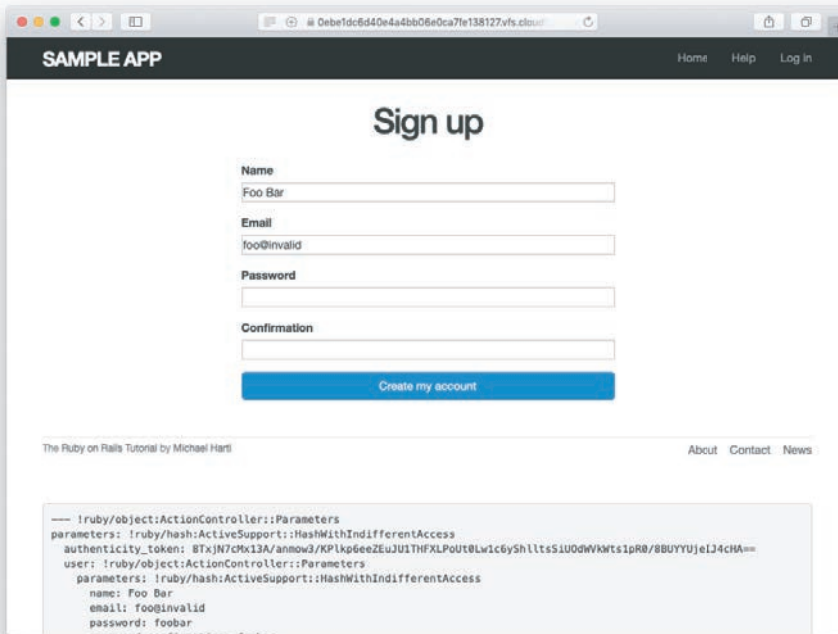 0ebe1dc6d40e4a4bb06e0ca7fe138127.vfs.cloud
SAMPLE APP
Home Help Log in
Sign up
Name
Foo Bar
Email
foo@invalid
Password
Confirmation
Create my account
The Ruby on Rails Tutorial by Michael Hartl
About Contact News
--- !ruby/object:ActionController::Parameters
parameters: !ruby/hash:ActiveSupport::HashWithIndifferentAccess
authenticity_token: 8TxjN7cMx13A/anmow3/KPlkp6eeZEuJU1THFXLPoUt0Lw1c6yShlltsSiUOdWVkWts1pR0/8BUYYUjeIJ4cHA==
user: !ruby/object:ActionController::Parameters
parameters: !ruby/hash:ActiveSupport::HashWithIndifferentAccess
name: Foo Bar
email: foo@invalid
password: foobar